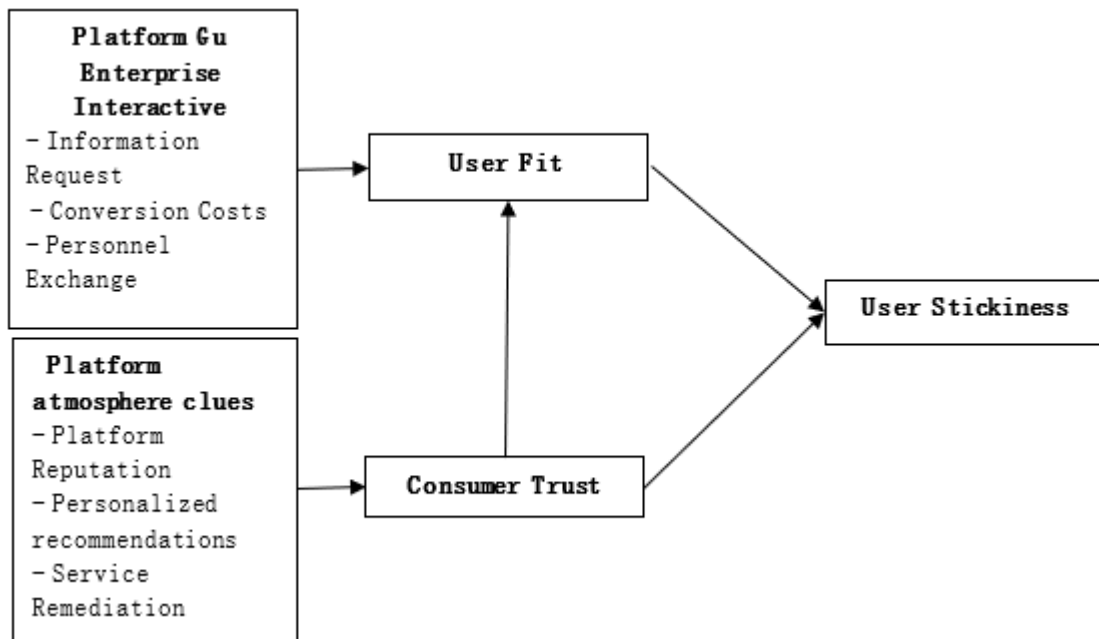 Platform Gu
Enterprise
Interactive
- Information
Request
- Conversion Costs
- Personnel
Exchange
User Fit
User Stickiness
Platform
atmosphere clues
- Platform
Reputation
- Personalized
recommendations
- Service
Remediation
Consumer Trust